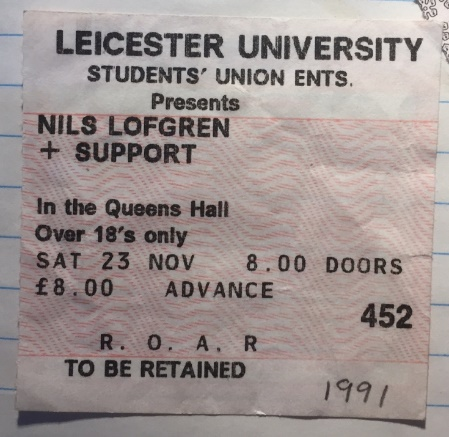 LEICESTER UNIVERSITY
STUDENTS' UNION ENTS.
Presents
NILS LOFGREN
+ SUPPORT
In the Queens Hall
Over 18's only
SAT 23 NOV 8.00 DOORS
£8.00 ADVANCE
452
R. O. A. R
TO BE RETAINED
1991